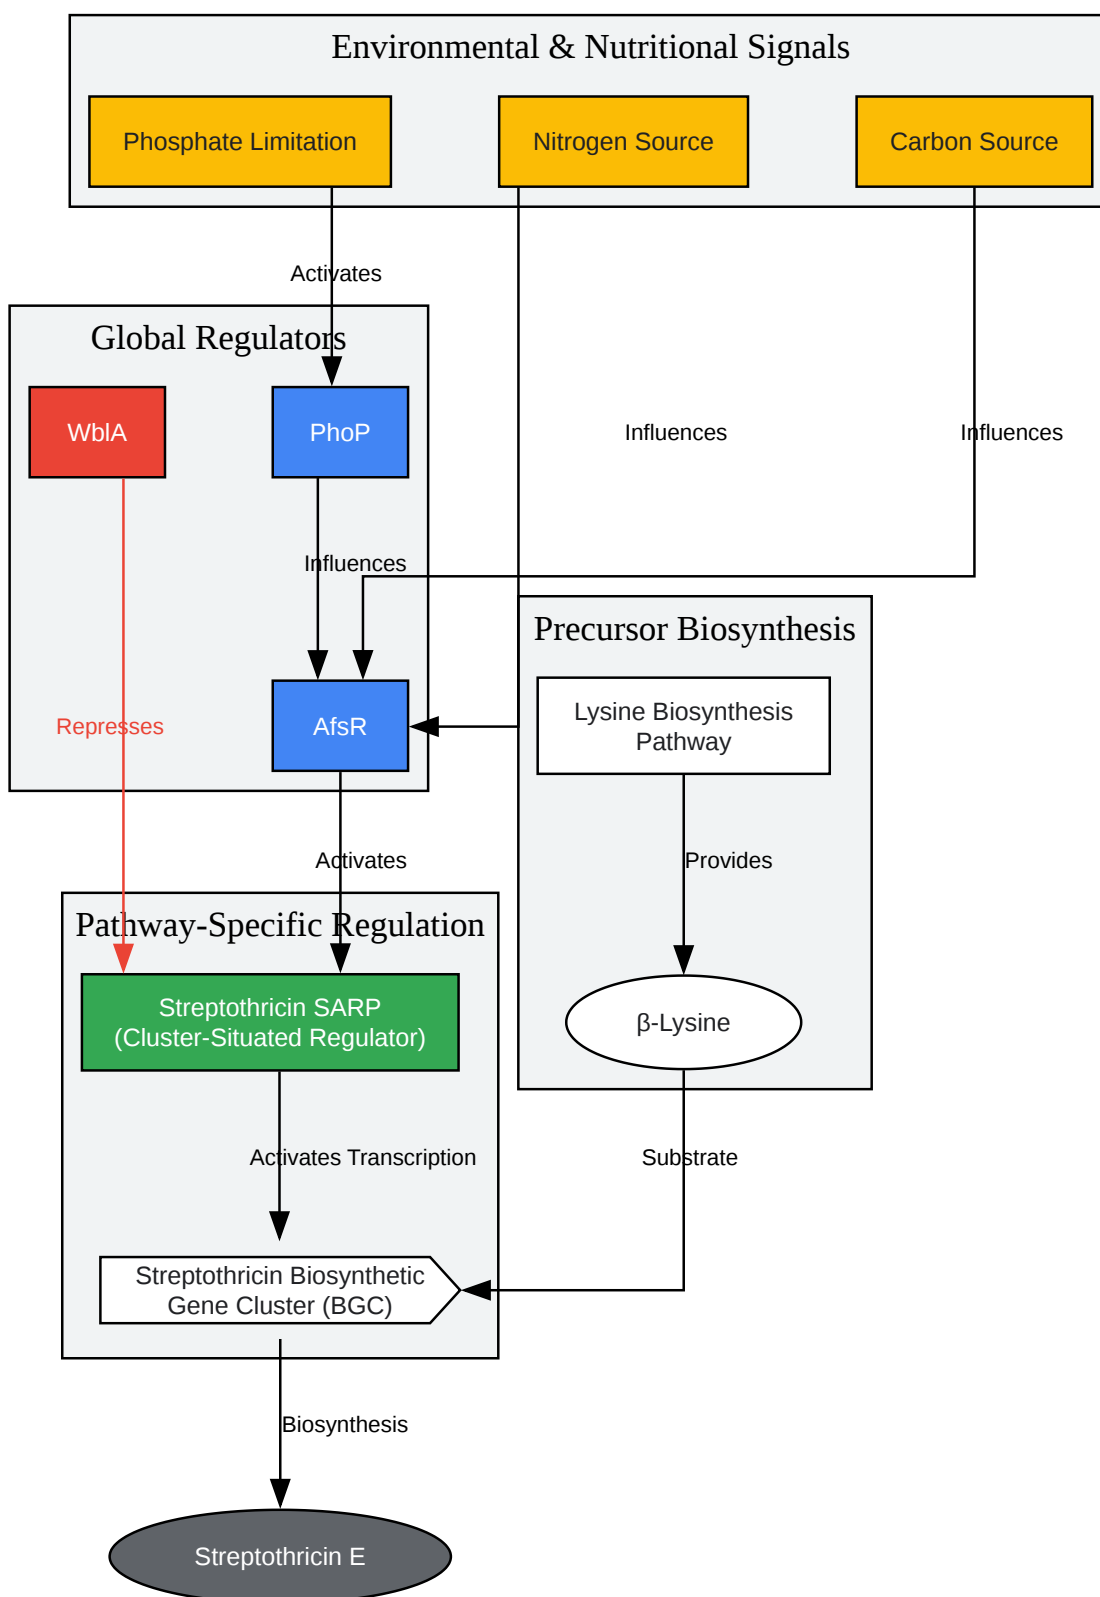 Environmental & Nutritional Signals
Phosphate Limitation
Nitrogen Source
Carbon Source
Activates
Global Regulators
WblA
PhoP
Influences
Influences
Influences
Precursor Biosynthesis
Lysine Biosynthesis
Pathway
Represses
AfsR
Activates
Provides
Pathway-Specific Regulation
Streptothricin SARP
(Cluster-Situated Regulator)
β-Lysine
Activates Transcription
Substrate
Streptothricin Biosynthetic
Gene Cluster (BGC)
Biosynthesis
Streptothricin E